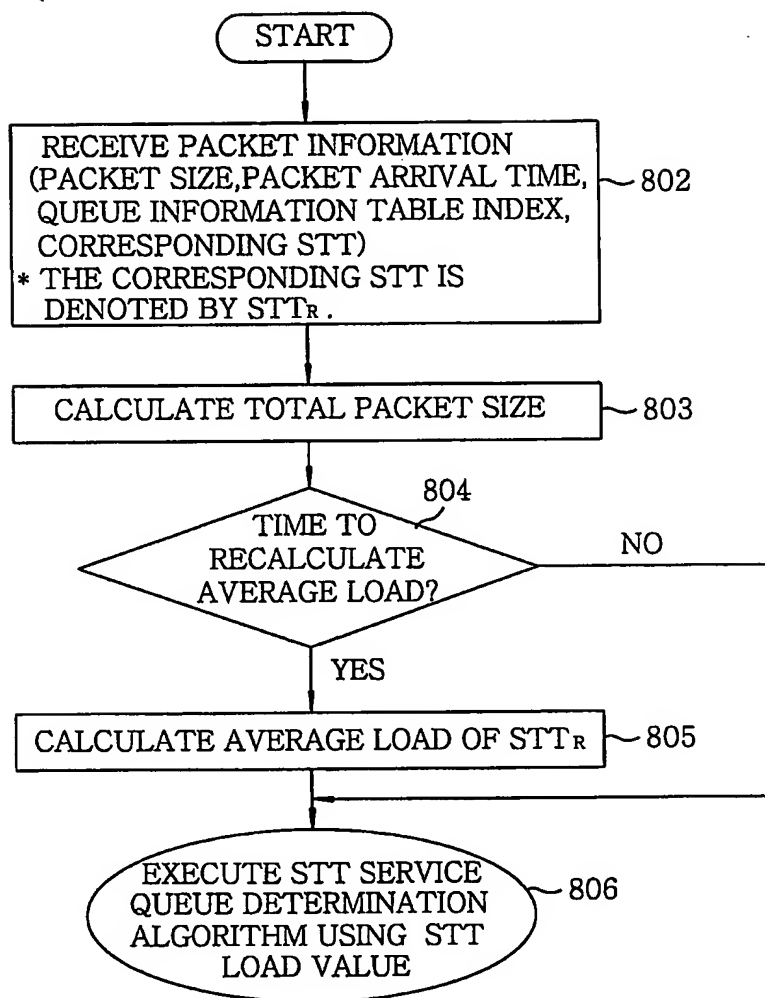 START
RECEIVE PACKET INFORMATION
(PACKET SIZE,PACKET ARRIVAL TIME,
QUEUE INFORMATION TABLE INDEX,
CORRESPONDING STT)
* THE CORRESPONDING STT IS
DENOTED BY STTR.
802
CALCULATE TOTAL PACKET SIZE
803
804
TIME TO
RECALCULATE
AVERAGE LOAD?
NO
YES
CALCULATE AVERAGE LOAD OF STTR
805
EXECUTE STT SERVICE
QUEUE DETERMINATION
ALGORITHM USING STT
LOAD VALUE
806